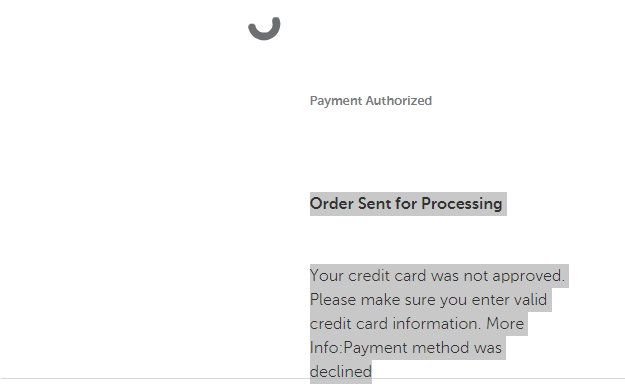 Payment Authorized
Order Sent for Processing
Your credit card was not approved.
Please make sure you enter valid
credit card information. More
Info:Payment method was
declined